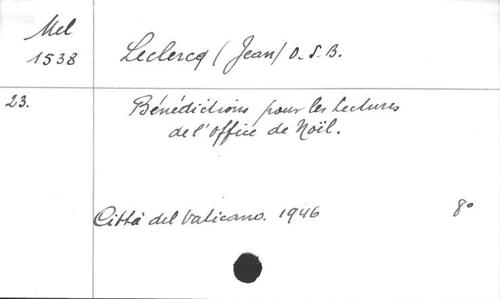 Mel
1538
Leclercq (Jean) O.S.B.
23.
Bénédictions pour les Lectures
de l'Office de Noël.
Città del Vaticano. 1946
8°